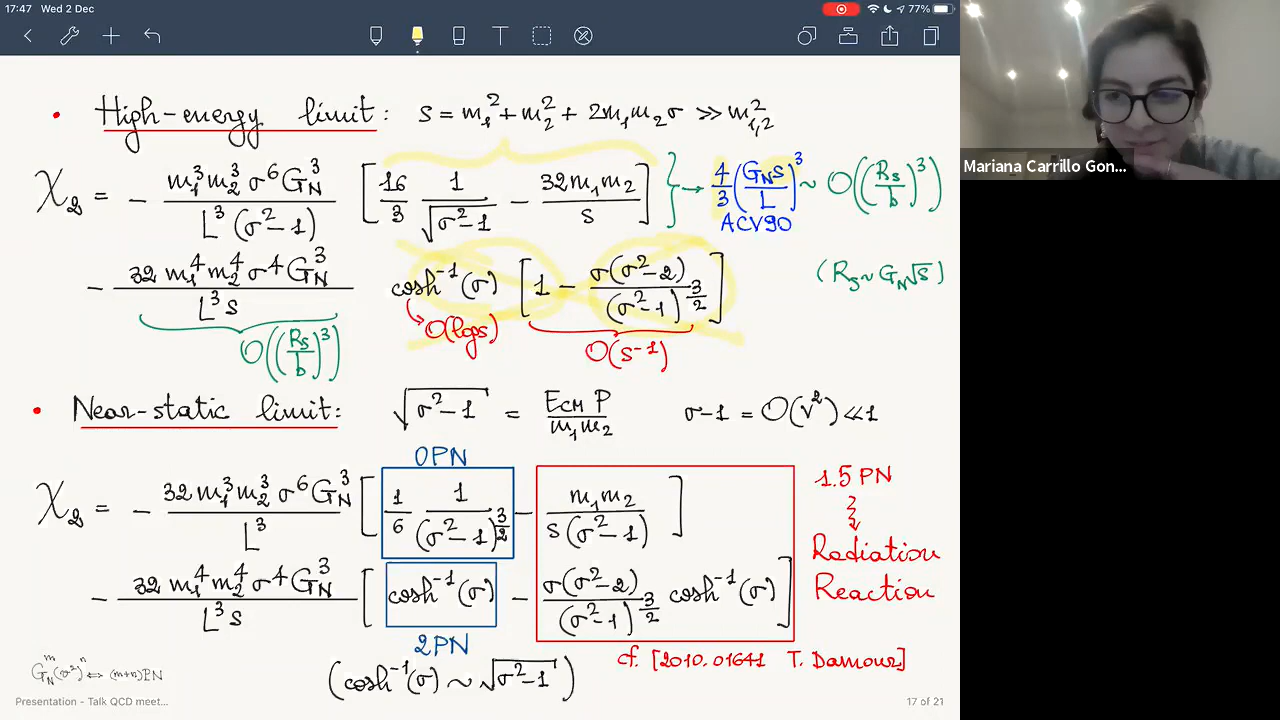 17:47 Wed 2 Dec
77%
• High-energy limit: s = m₁² + m₂² + 2m₁m₂σ ≫ m²₁,₂
χ₂ = - m₁³m₂³σ⁶G_N³ / L³(σ²-1) [ 16/3 1/√(σ²-1) - 32m₁m₂/s ] } → 4/3 (G_N s/L)³ ~ O((R_s/b)³)
ACV90
- 32m₁⁴m₂⁴σ⁴G_N³ / L³s cosh⁻¹(σ) [ 1 - σ(σ²-2)/(σ²-1)^{3/2} ] (R_s ~ G_N√s)
O((R_s/b)³) O(logs) O(s⁻¹)
• Near-static limit: √(σ²-1) = E_CM P / m₁m₂ σ-1 = O(v²) ≪ 1
0PN
χ₂ = - 32m₁³m₂³σ⁶G_N³ / L³ [ 1/6 1/(σ²-1)^{3/2} - m₁m₂ / s(σ²-1) ] 1.5 PN
- 32m₁⁴m₂⁴σ⁴G_N³ / L³s [ cosh⁻¹(σ) - σ(σ²-2)/(σ²-1)^{3/2} cosh⁻¹(σ) ] Radiation
Reaction
2PN
cf. [2010.01641 T. Damour]
G_N^m(σ²)^n ↔ (m+n)PN
(cosh⁻¹(σ) ~ √(σ²-1))
Presentation - Talk QCD meet...
17 of 21
Mariana Carrillo Gon...